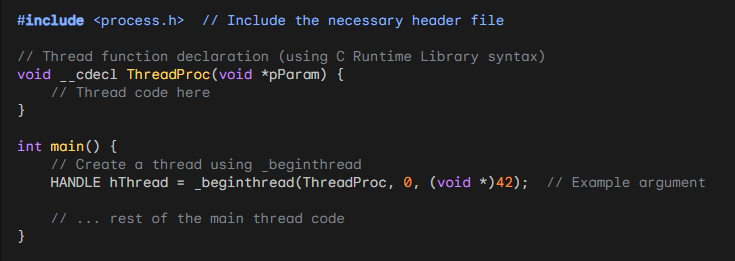 #include <process.h>  // Include the necessary header file
// Thread function declaration (using C Runtime Library syntax)
void __cdecl ThreadProc(void *pParam) {
    // Thread code here
}
int main() {
    // Create a thread using _beginthread
    HANDLE hThread = _beginthread(ThreadProc, 0, (void *)42);  // Example argument
    // ... rest of the main thread code
}